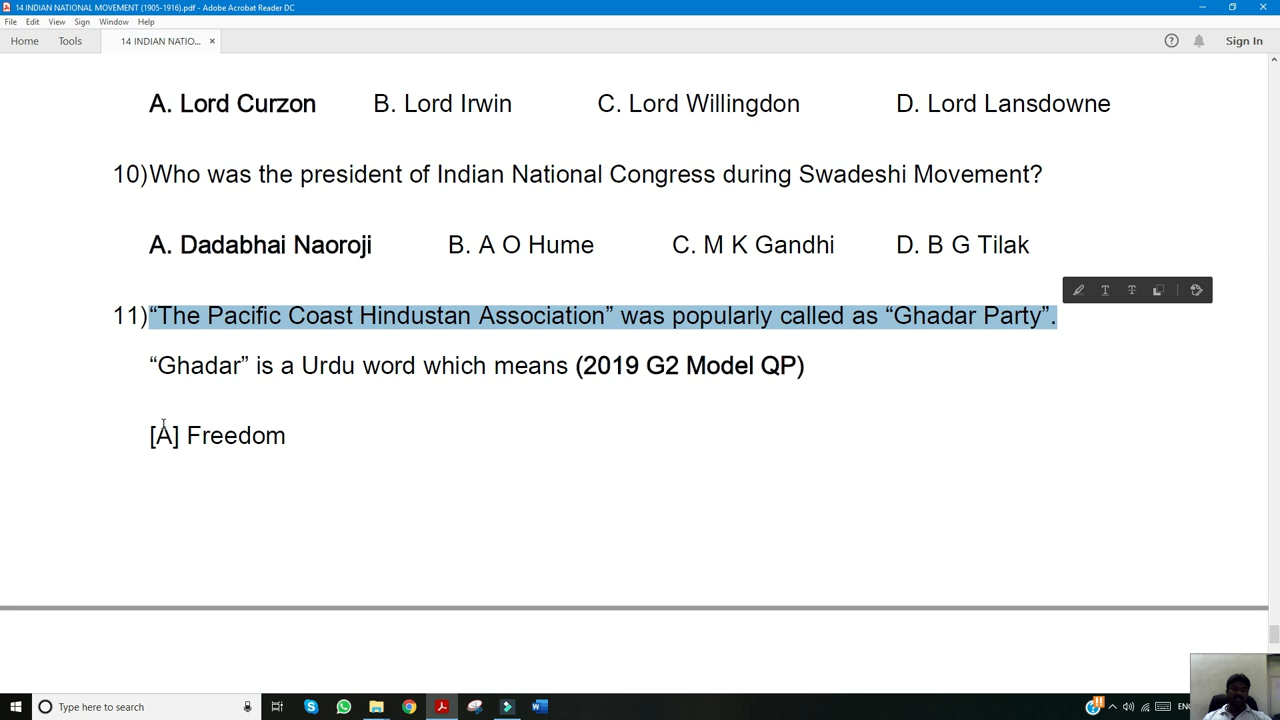 14 INDIAN NATIONAL MOVEMENT (1905-1916).pdf - Adobe Acrobat Reader DC
File Edit View Sign Window Help
Home Tools 14 INDIAN NATIO... × Sign In
A. Lord Curzon B. Lord Irwin C. Lord Willingdon D. Lord Lansdowne
10)Who was the president of Indian National Congress during Swadeshi Movement?
A. Dadabhai Naoroji B. A O Hume C. M K Gandhi D. B G Tilak
11)“The Pacific Coast Hindustan Association” was popularly called as “Ghadar Party”.
“Ghadar” is a Urdu word which means (2019 G2 Model QP)
[A] Freedom
Type here to search